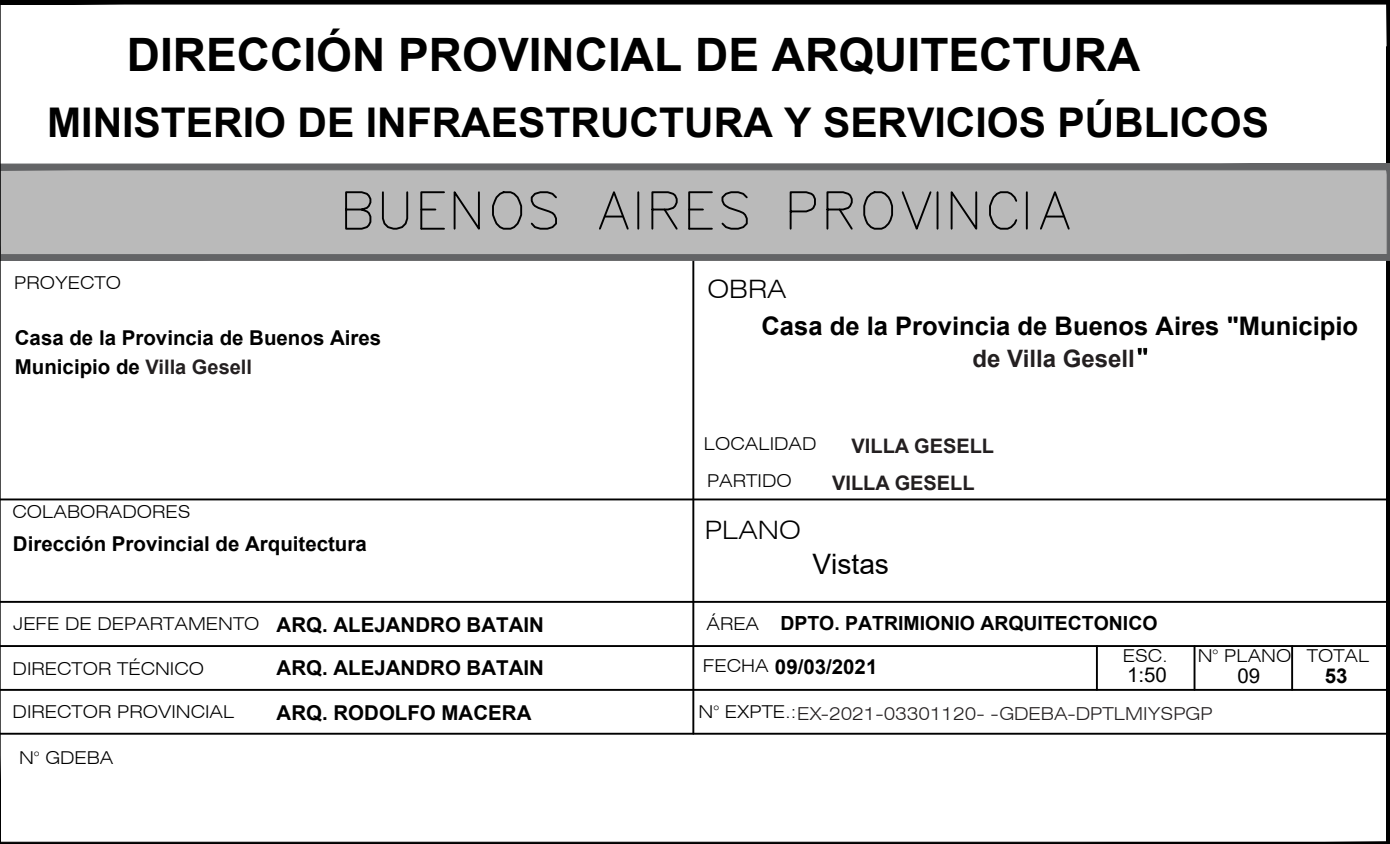 DIRECCIÓN PROVINCIAL DE ARQUITECTURA
MINISTERIO DE INFRAESTRUCTURA Y SERVICIOS PÚBLICOS
BUENOS AIRES PROVINCIA
PROYECTO
Casa de la Provincia de Buenos Aires
Municipio de Villa Gesell
OBRA
Casa de la Provincia de Buenos Aires "Municipio
de Villa Gesell"
LOCALIDAD VILLA GESELL
PARTIDO VILLA GESELL
COLABORADORES
Dirección Provincial de Arquitectura
PLANO
Vistas
JEFE DE DEPARTAMENTO ARQ. ALEJANDRO BATAIN
ÁREA DPTO. PATRIMIONIO ARQUITECTONICO
DIRECTOR TÉCNICO ARQ. ALEJANDRO BATAIN
FECHA 09/03/2021
ESC.
1:50
N° PLANO
09
TOTAL
53
DIRECTOR PROVINCIAL ARQ. RODOLFO MACERA
N° EXPTE.:EX-2021-03301120- -GDEBA-DPTLMIYSPGP
N° GDEBA